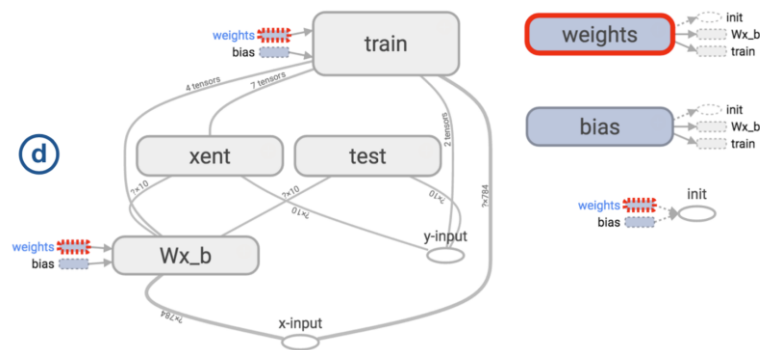 weights
bias
train
4 tensors
7 tensors
2 tensors
?×784
d
xent
test
?×10
?×10
?×10
?×10
y-input
weights
bias
Wx_b
?×784
x-input
weights
init
Wx_b
train
bias
init
Wx_b
train
weights
bias
init